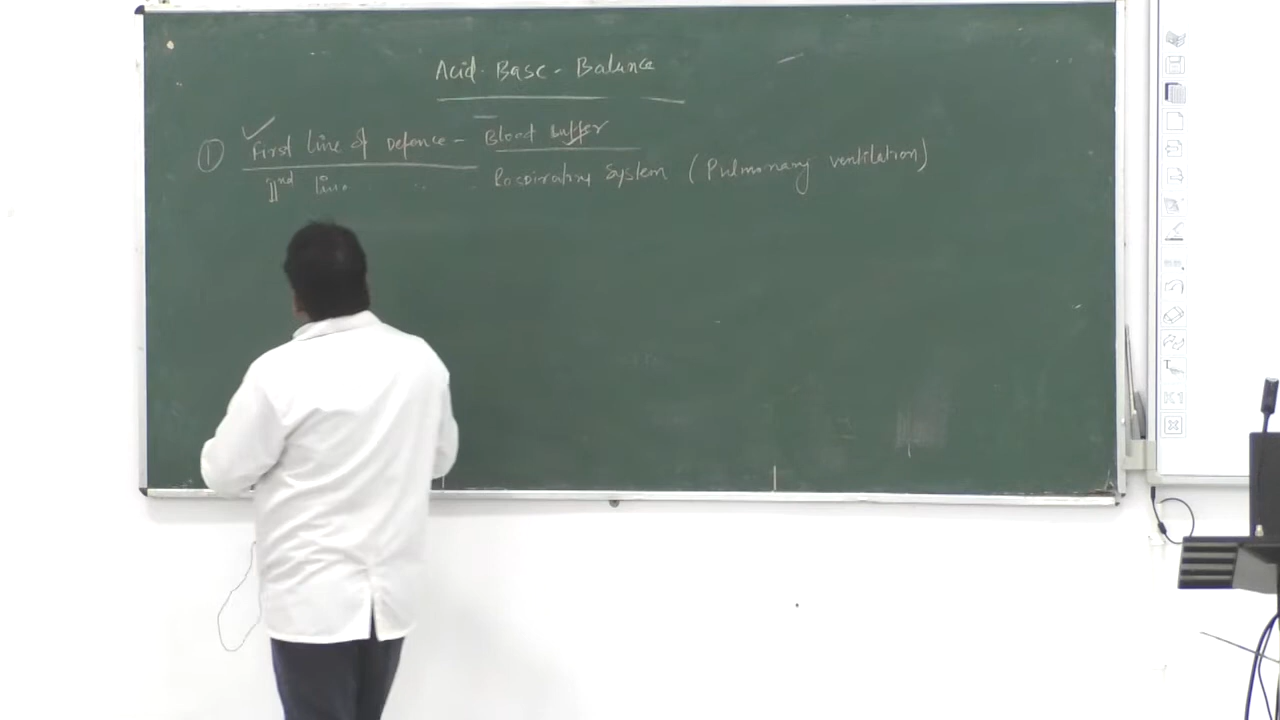 Acid-Base-Balance
① First Line of Defence - Blood buffer
IInd line " " Respiratory System (Pulmonary ventilation)